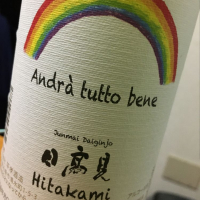 Andrà tutto bene
Junmai Daiginjo
日高見
Hitakami